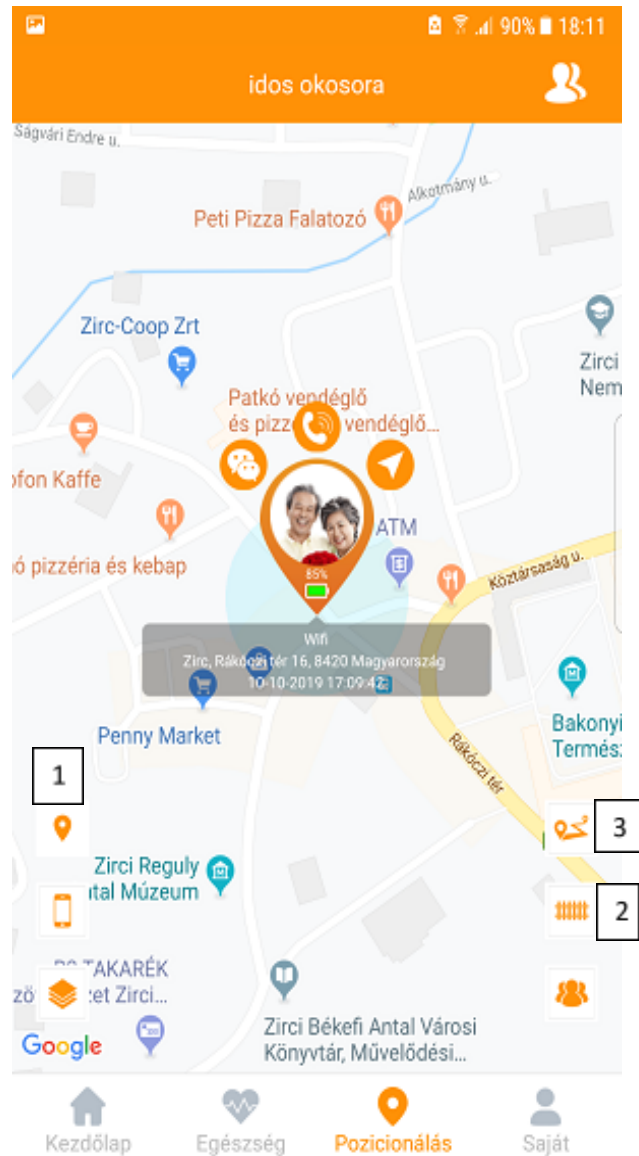 90% 18:11
idos okosora
Ságvári Endre u.
Alkotmány u.
Peti Pizza Falatozó
Zirc-Coop Zrt
Zirci
Nem
Patkó vendéglő
és pizz vendéglő...
ofon Kaffe
ATM
ó pizzéria és kebap
Köztársaság u.
85%
Wifi
Zirc, Rákóczi tér 16, 8420 Magyarország
10-10-2019 17:09:42
Penny Market
Bakonyi
Termés
Rákóczi tér
1
3
Zirci Reguly
ntal Múzeum
2
TAKARÉK
zö et Zirci...
Zirci Békefi Antal Városi
Könyvtár, Művelődési...
Google
Kezdőlap Egészség Pozicionálás Saját